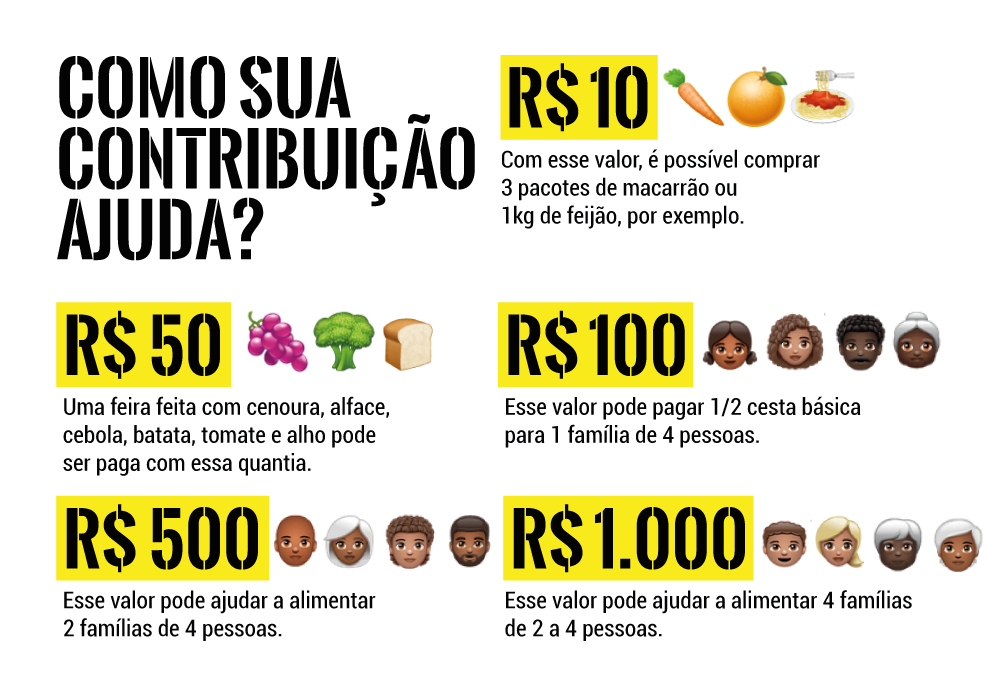 COMO SUA
CONTRIBUIÇÃO
AJUDA?
R$ 10
Com esse valor, é possível comprar
3 pacotes de macarrão ou
1kg de feijão, por exemplo.
R$ 50
Uma feira feita com cenoura, alface,
cebola, batata, tomate e alho pode
ser paga com essa quantia.
R$ 100
Esse valor pode pagar 1/2 cesta básica
para 1 família de 4 pessoas.
R$ 500
Esse valor pode ajudar a alimentar
2 famílias de 4 pessoas.
R$ 1.000
Esse valor pode ajudar a alimentar 4 famílias
de 2 a 4 pessoas.